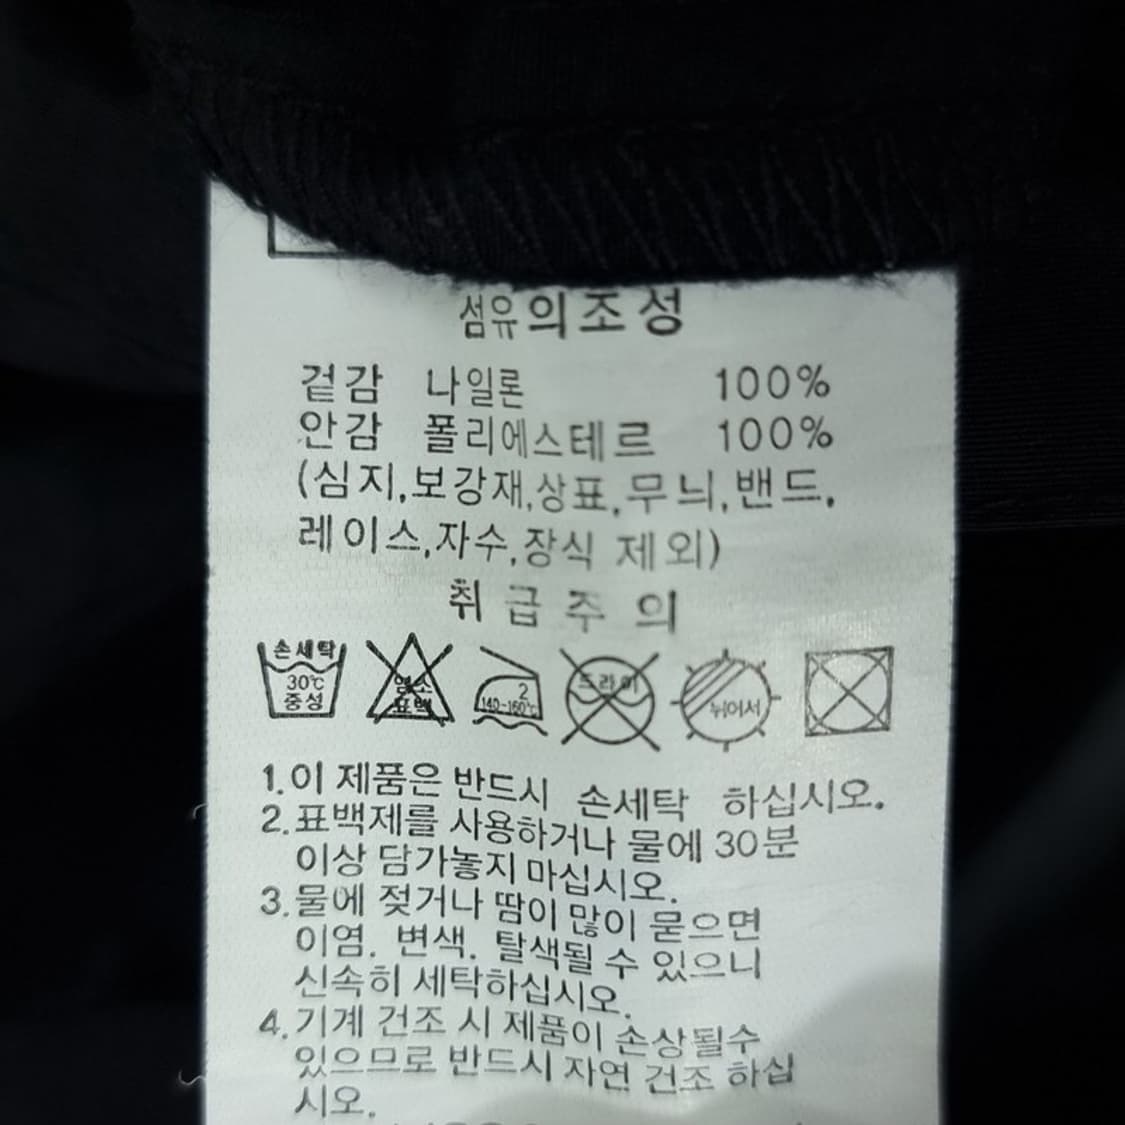 섬유의조성
겉감 나일론 100%
안감 폴리에스테르 100%
(심지,보강재,상표,무늬,밴드,
레이스,자수,장식 제외)
취급주의
손세탁
30℃
중성
염소
표백
2
140-160℃
드라이
뉘어서
1.이 제품은 반드시 손세탁 하십시오.
2.표백제를 사용하거나 물에 30분
이상 담가놓지 마십시오.
3.물에 젖거나 땀이 많이 묻으면
이염. 변색. 탈색될 수 있으니
신속히 세탁하십시오.
4.기계 건조 시 제품이 손상될수
있으므로 반드시 자연 건조 하십
시오.